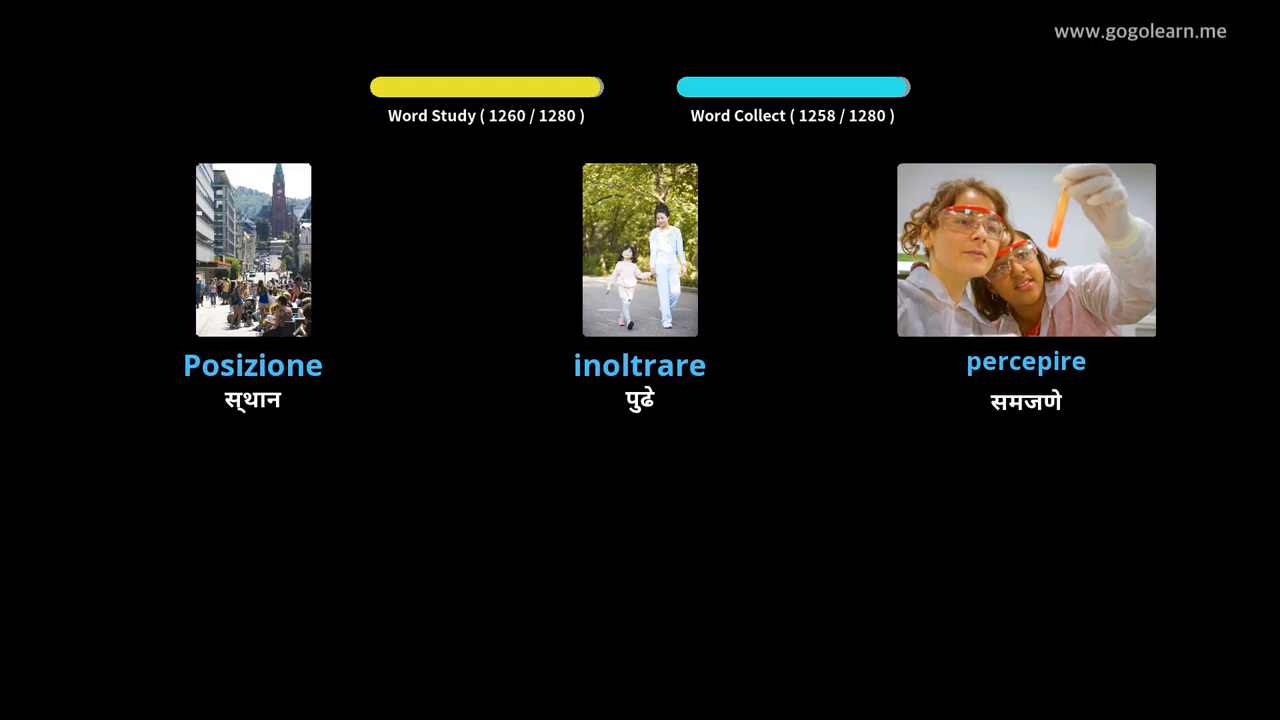 www.gogolearn.me
Word Study ( 1260 / 1280 )
Word Collect ( 1258 / 1280 )
Posizione
स्थान
inoltrare
पुढे
percepire
समजणे